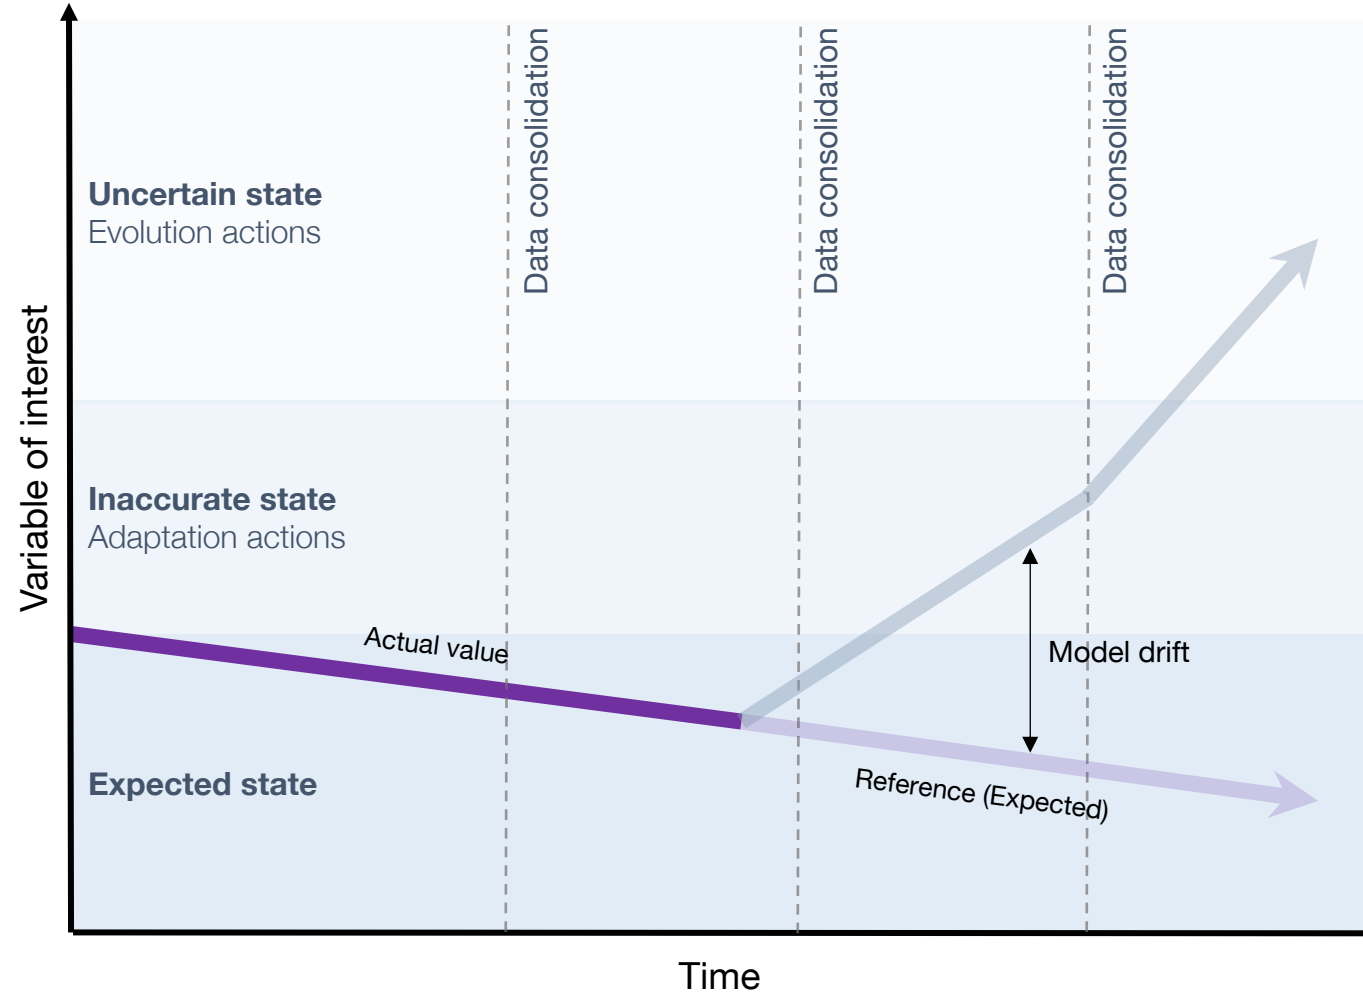 Data consolidation
Data consolidation
Data consolidation
Uncertain state
Evolution actions
Variable of interest
Inaccurate state
Adaptation actions
Actual value
Model drift
Expected state
Reference (Expected)
Time